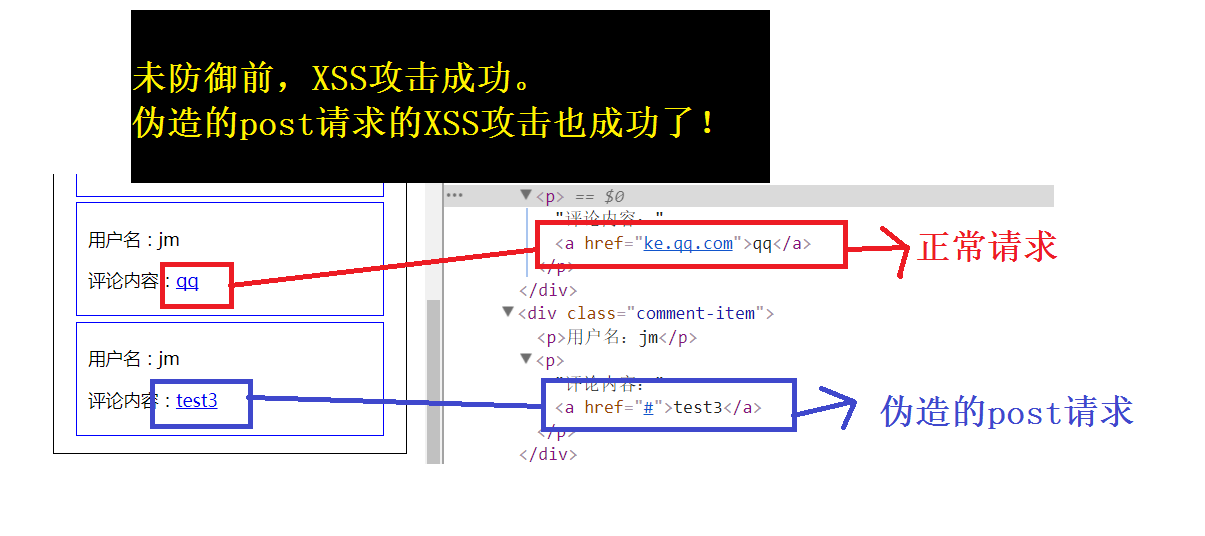 未防御前，XSS攻击成功。
伪造的post请求的XSS攻击也成功了！
用户名：jm
评论内容：qq
用户名：jm
评论内容：test3
<p> == $0
"评论内容："
<a href="ke.qq.com">qq</a>
</p>
</div>
<div class="comment-item">
<p>用户名：jm</p>
<p>
"评论内容："
<a href="#">test3</a>
</p>
</div>
正常请求
伪造的post请求